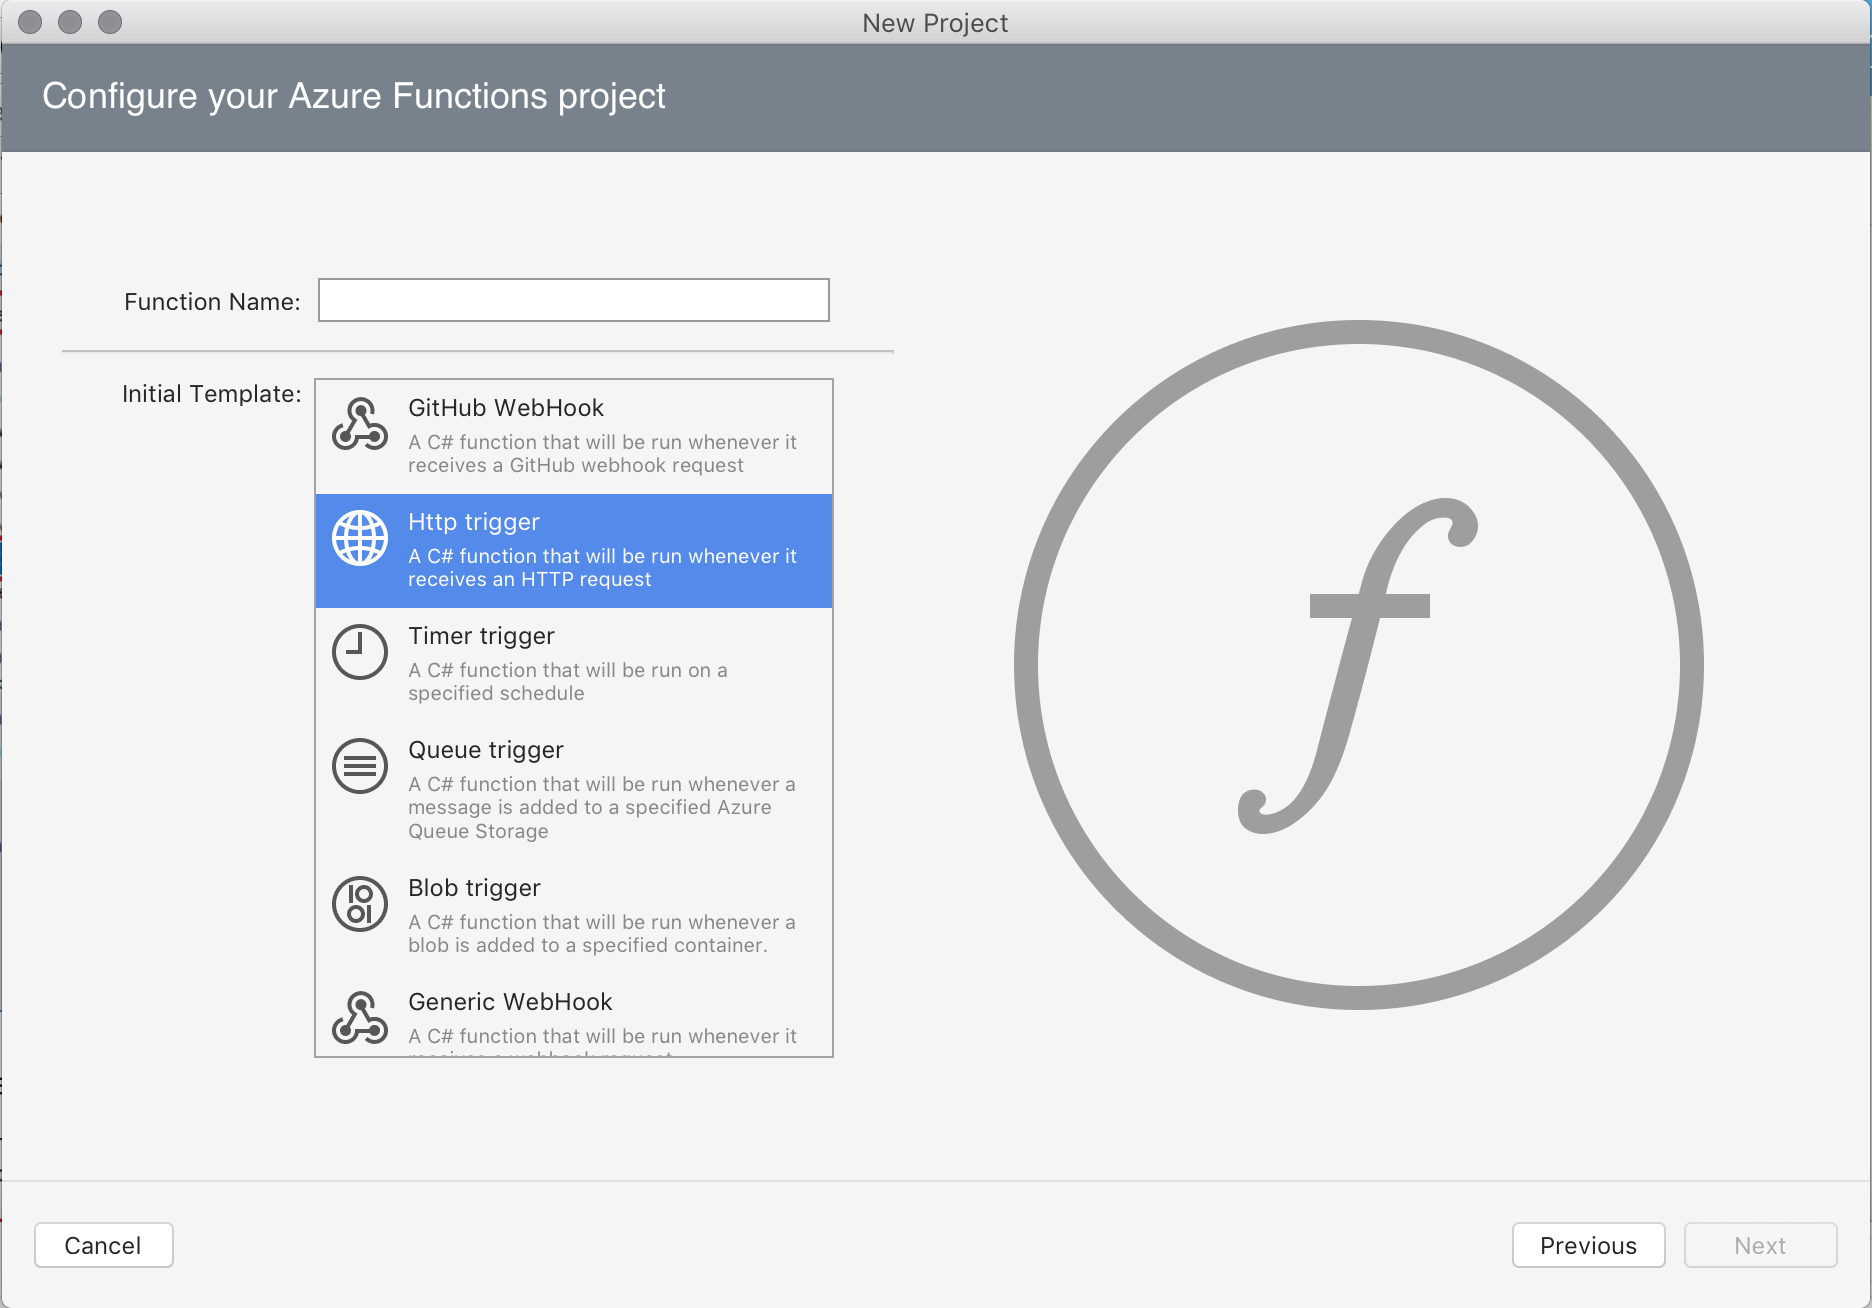 New Project
Configure your Azure Functions project
Function Name:
Initial Template:
GitHub WebHook
A C# function that will be run whenever it
receives a GitHub webhook request
Http trigger
A C# function that will be run whenever it
receives an HTTP request
Timer trigger
A C# function that will be run on a
specified schedule
Queue trigger
A C# function that will be run whenever a
message is added to a specified Azure
Queue Storage
Blob trigger
A C# function that will be run whenever a
blob is added to a specified container.
Generic WebHook
A C# function that will be run whenever it
f
Cancel
Previous
Next